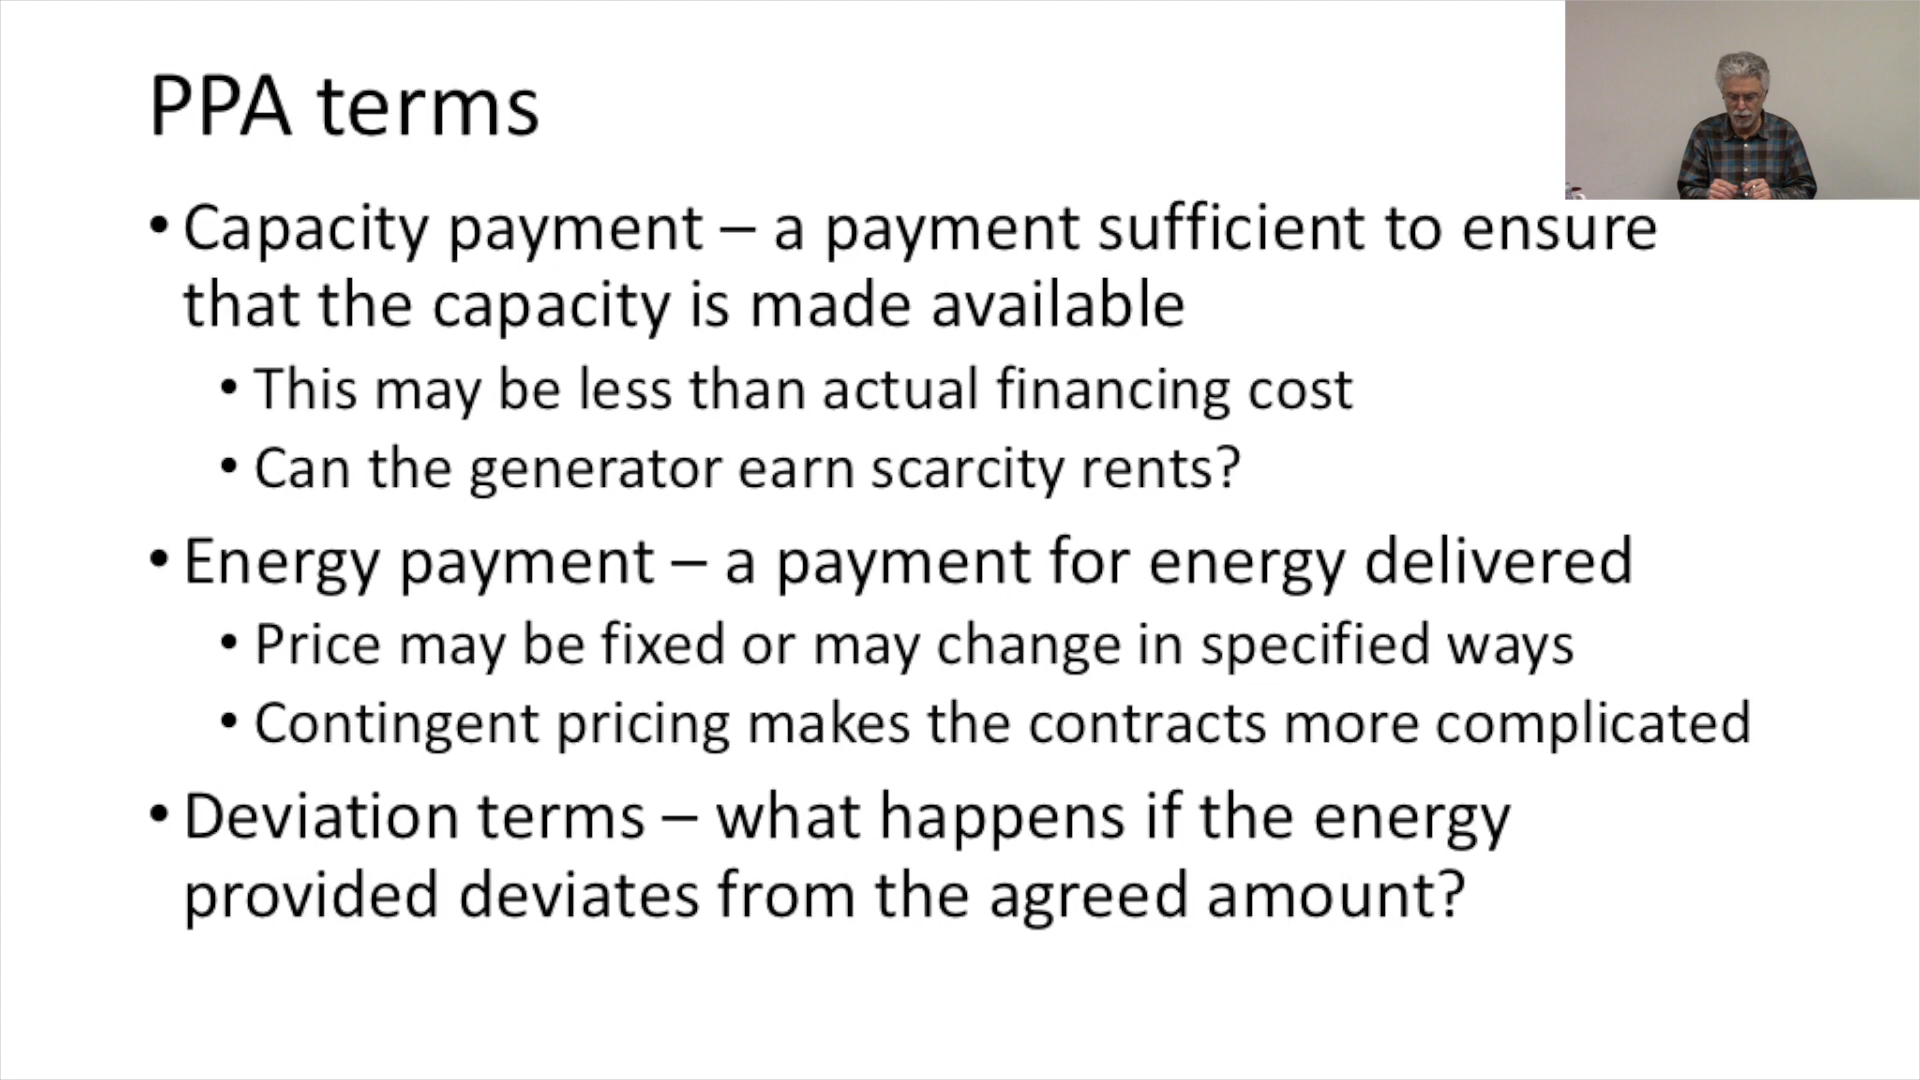 PPA terms
• Capacity payment – a payment sufficient to ensure
that the capacity is made available
• This may be less than actual financing cost
• Can the generator earn scarcity rents?
• Energy payment – a payment for energy delivered
• Price may be fixed or may change in specified ways
• Contingent pricing makes the contracts more complicated
• Deviation terms – what happens if the energy
provided deviates from the agreed amount?